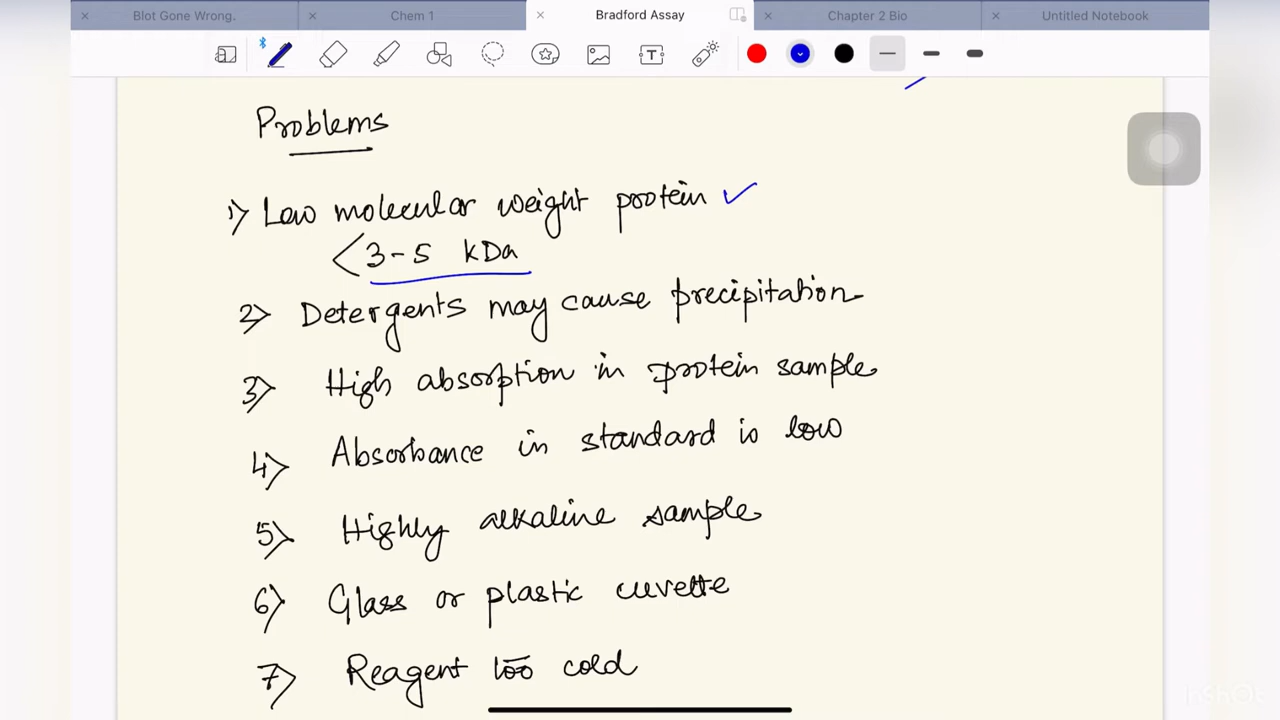 Blot Gone Wrong.
Chem 1
Bradford Assay
Chapter 2 Bio
Untitled Notebook
Problems
1) Low molecular weight protein ✓
<3-5 kDa
2) Detergents may cause precipitation
3) High absorption in protein sample
4) Absorbance in standard is low
5) Highly alkaline sample
6) Glass or plastic cuvette
7) Reagent too cold